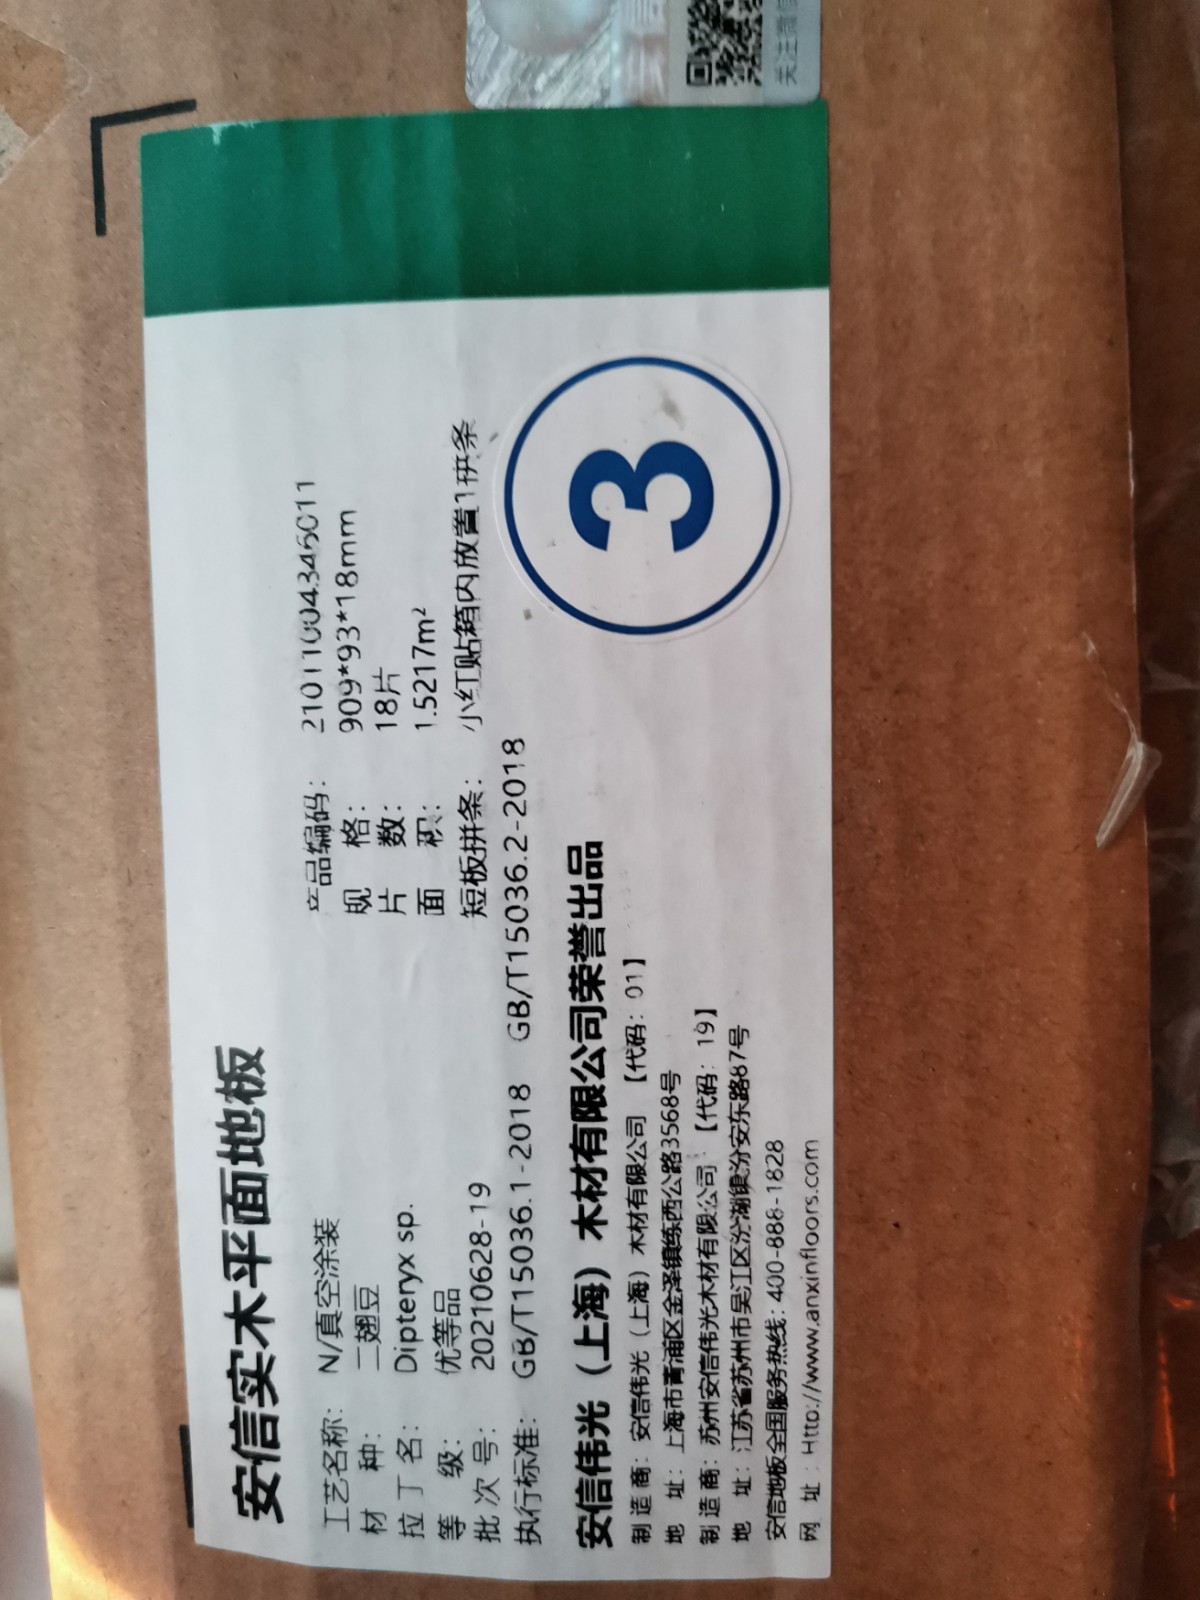 安信实木平面地板
工艺名称: N/真空涂装
材 种: 二翅豆
拉 丁 名: Dipteryx sp.
等 级: 优等品
批 次 号: 20210628-19
执行标准: GB/T15036.1-2018 GB/T15036.2-2018
产品编码:
规 格: 909*93*18mm
片 数: 18片
面 积: 1.5217m²
短板拼条: 小红贴箱内放置1拼条
3
安信伟光（上海）木材有限公司荣誉出品
制 造 商: 安信伟光（上海）木材有限公司 【代码: 01】
地 址: 上海市青浦区金泽镇练西公路3568号
制 造 商: 苏州安信伟光木材有限公司 【代码: 19】
地 址: 江苏省苏州市吴江区汾湖镇汾安东路87号
安信地板全国服务热线: 400-888-1828
网 址: Http://www.anxinfloors.com
关注微信